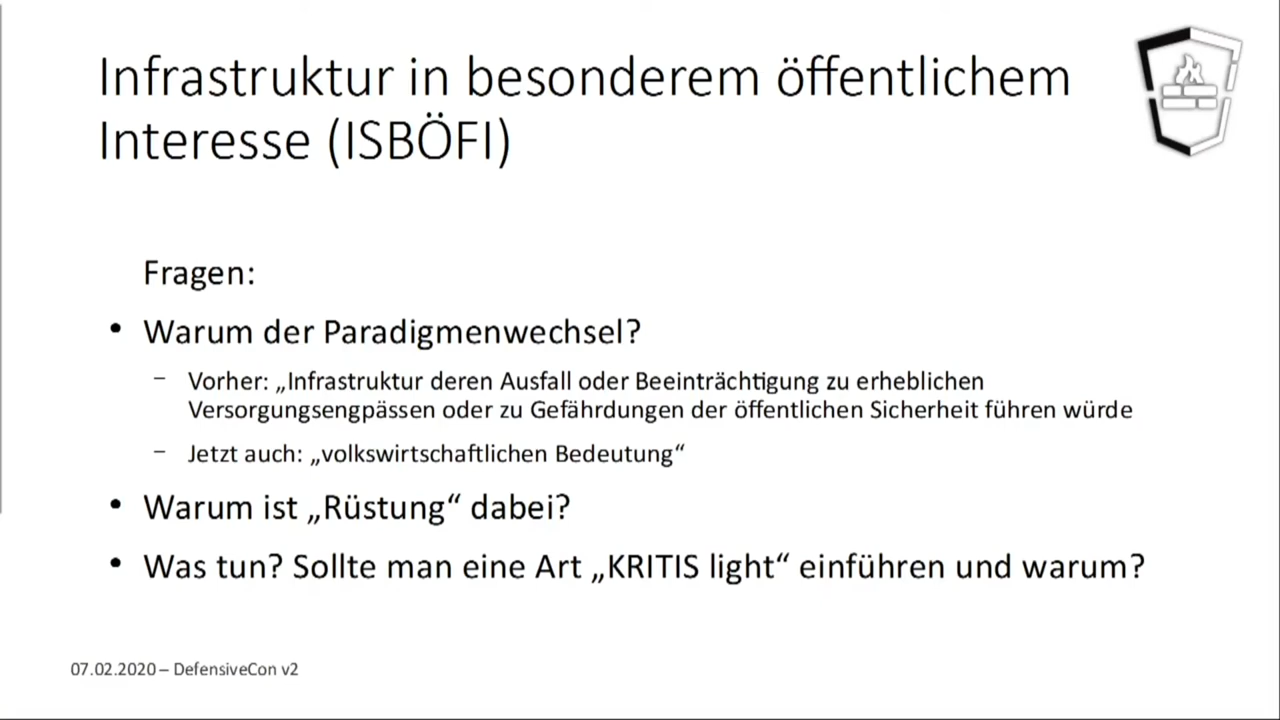 Infrastruktur in besonderem öffentlichem
Interesse (ISBÖFI)
Fragen:
• Warum der Paradigmenwechsel?
– Vorher: „Infrastruktur deren Ausfall oder Beeinträchtigung zu erheblichen
Versorgungsengpässen oder zu Gefährdungen der öffentlichen Sicherheit führen würde
– Jetzt auch: „volkswirtschaftlichen Bedeutung“
• Warum ist „Rüstung“ dabei?
• Was tun? Sollte man eine Art „KRITIS light“ einführen und warum?
07.02.2020 – DefensiveCon v2